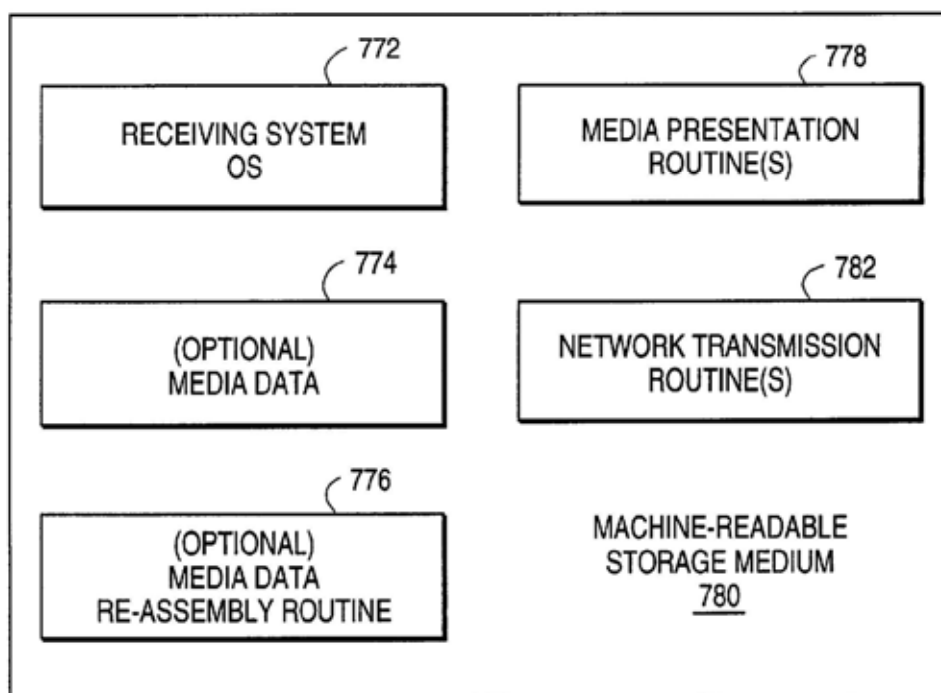 772
RECEIVING SYSTEM
OS
778
MEDIA PRESENTATION
ROUTINE(S)
774
(OPTIONAL)
MEDIA DATA
782
NETWORK TRANSMISSION
ROUTINE(S)
776
(OPTIONAL)
MEDIA DATA
RE-ASSEMBLY ROUTINE
MACHINE-READABLE
STORAGE MEDIUM
780